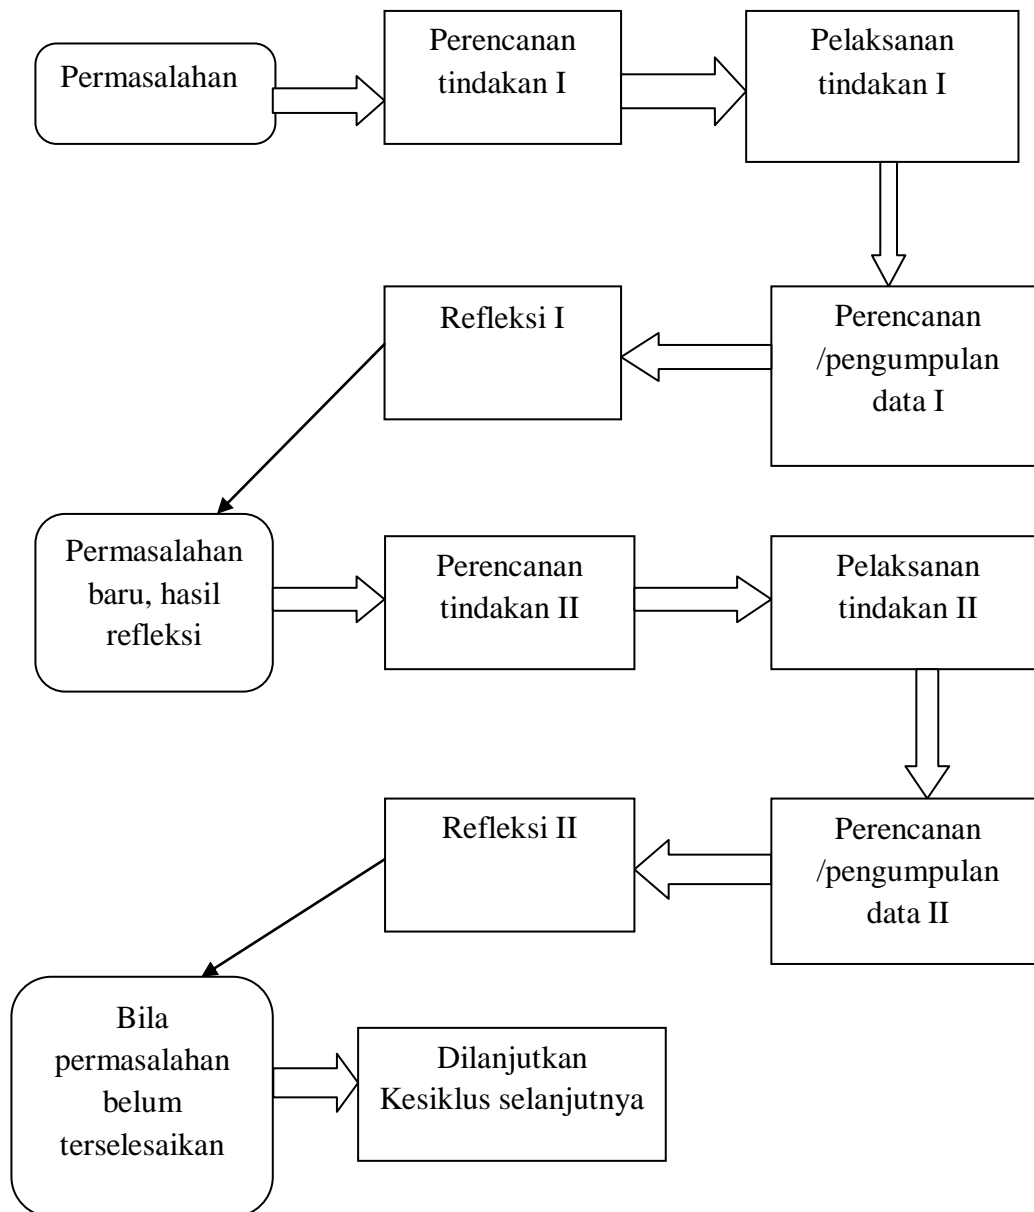 Permasalahan
Perencanan
tindakan I
Pelaksanan
tindakan I
Perencanan
/pengumpulan
data I
Refleksi I
Permasalahan
baru, hasil
refleksi
Perencanan
tindakan II
Pelaksanan
tindakan II
Perencanan
/pengumpulan
data II
Refleksi II
Bila
permasalahan
belum
terselesaikan
Dilanjutkan
Kesiklus selanjutnya